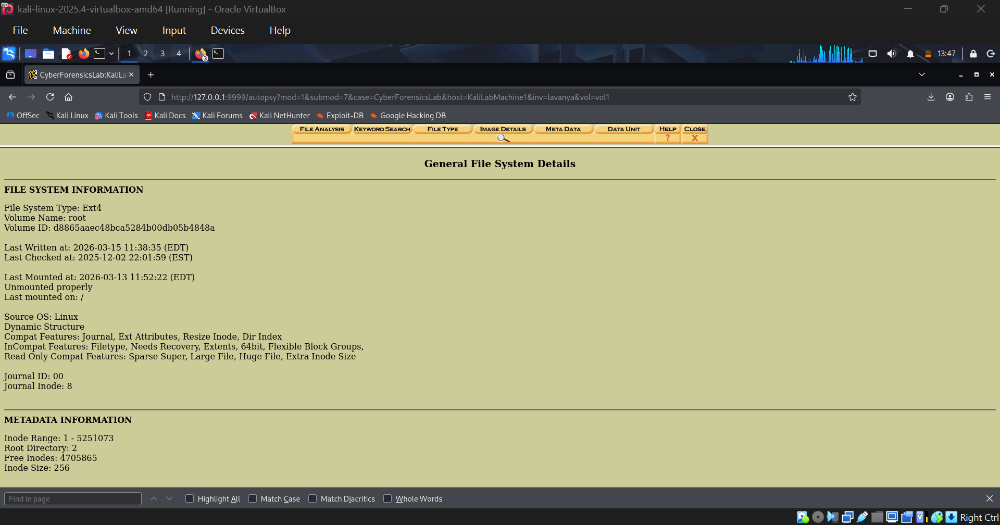 kali-linux-2025.4-virtualbox-amd64 [Running] - Oracle VirtualBox
File Machine View Input Devices Help
1 2 3 4 3 13:47
CyberForensicsLab:KaliLa
http://127.0.0.1:9999/autopsy?mod=1&submod=7&case=CyberForensicsLab&host=KaliLabMachine1&inv=lavanya&vol=vol1
OffSec Kali Linux Kali Tools Kali Docs Kali Forums Kali NetHunter Exploit-DB Google Hacking DB
FILE ANALYSIS KEYWORD SEARCH FILE TYPE IMAGE DETAILS META DATA DATA UNIT HELP CLOSE
? X
General File System Details
FILE SYSTEM INFORMATION
File System Type: Ext4
Volume Name: root
Volume ID: d8865aaec48bca5284b00db05b4848a
Last Written at: 2026-03-15 11:38:35 (EDT)
Last Checked at: 2025-12-02 22:01:59 (EST)
Last Mounted at: 2026-03-13 11:52:22 (EDT)
Unmounted properly
Last mounted on: /
Source OS: Linux
Dynamic Structure
Compat Features: Journal, Ext Attributes, Resize Inode, Dir Index
InCompat Features: Filetype, Needs Recovery, Extents, 64bit, Flexible Block Groups,
Read Only Compat Features: Sparse Super, Large File, Huge File, Extra Inode Size
Journal ID: 00
Journal Inode: 8
METADATA INFORMATION
Inode Range: 1 - 5251073
Root Directory: 2
Free Inodes: 4705865
Inode Size: 256
Find in page Highlight All Match Case Match Diacritics Whole Words
Right Ctrl